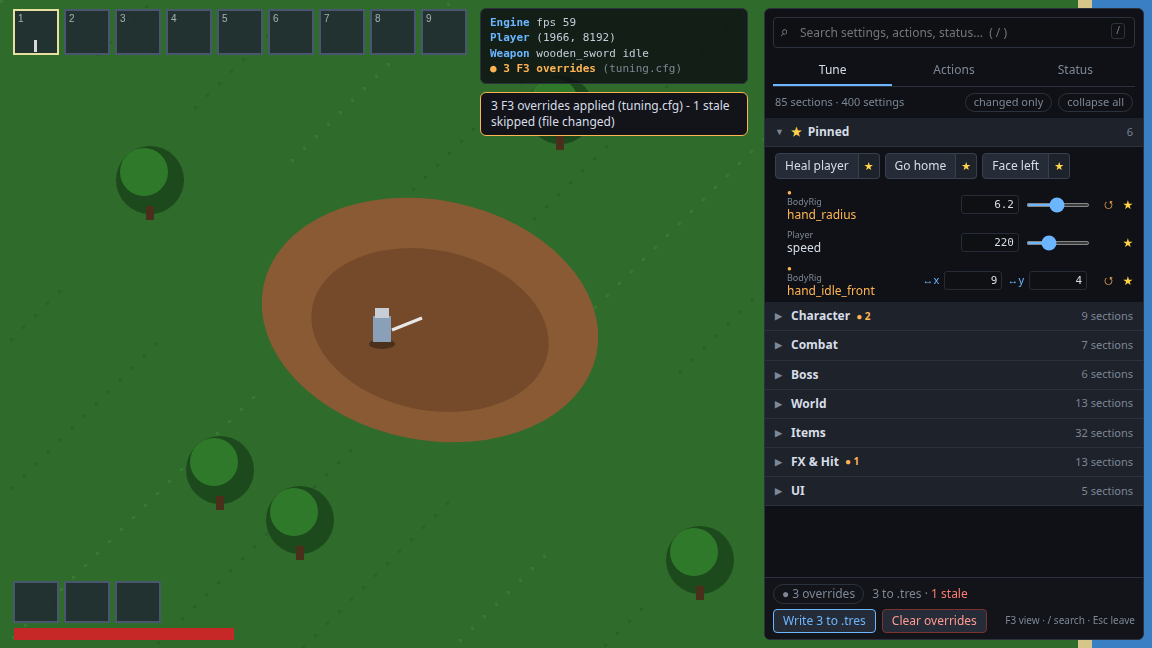 1 2 3 4 5 6 7 8 9
Engine fps 59
Player (1966, 8192)
Weapon wooden_sword idle
● 3 F3 overrides (tuning.cfg)
3 F3 overrides applied (tuning.cfg) - 1 stale
skipped (file changed)
Search settings, actions, status... ( / ) /
Tune Actions Status
85 sections · 400 settings changed only collapse all
▼ ★ Pinned 6
Heal player ★ Go home ★ Face left ★
BodyRig
hand_radius 6.2 ↺ ★
Player
speed 220 ★
BodyRig
hand_idle_front ↔x 9 ↔y 4 ↺ ★
▶ Character ● 2 9 sections
▶ Combat 7 sections
▶ Boss 6 sections
▶ World 13 sections
▶ Items 32 sections
▶ FX & Hit ● 1 13 sections
▶ UI 5 sections
● 3 overrides 3 to .tres · 1 stale
Write 3 to .tres Clear overrides F3 view · / search · Esc leave